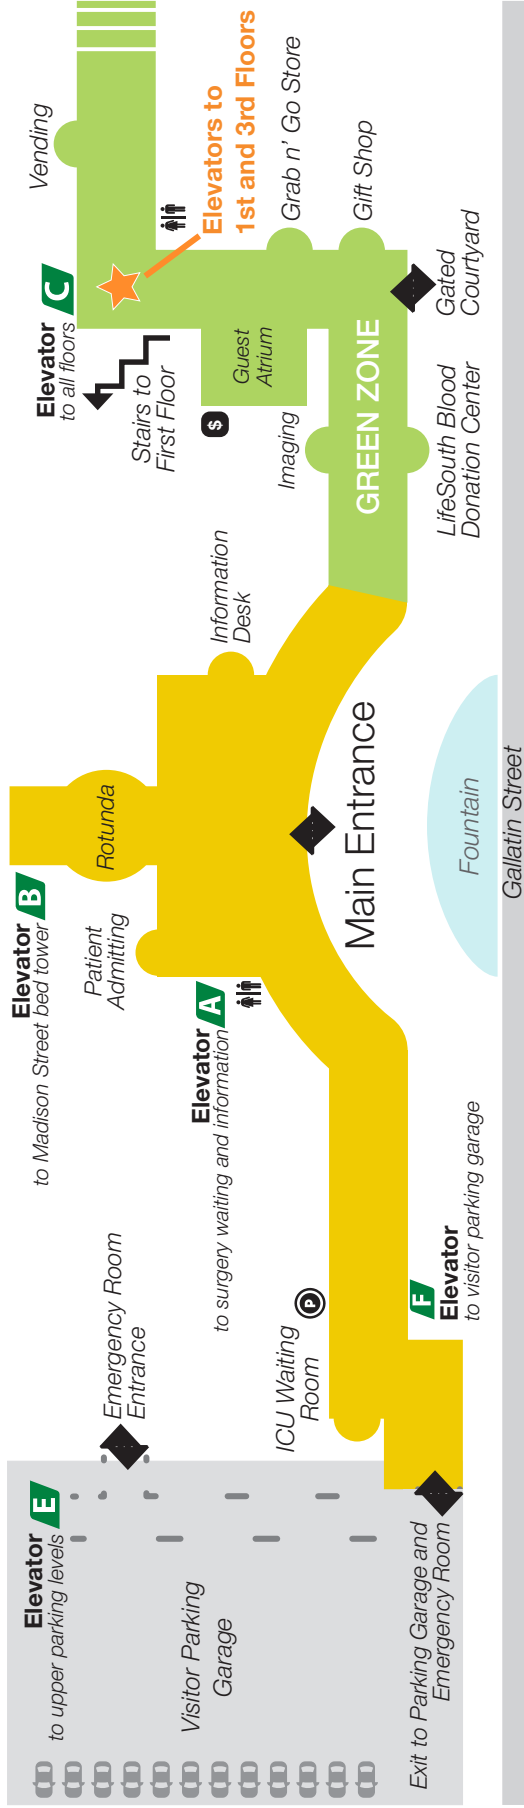 Elevator
to upper parking levels
E
Visitor Parking
Garage
Exit to Parking Garage and
Emergency Room
Emergency Room
Entrance
ICU Waiting
Room
P
F
Elevator
to visitor parking garage
Elevator
to Madison Street bed tower
B
Patient
Admitting
Elevator
to surgery waiting and information
A
Rotunda
Main Entrance
Fountain
Gallatin Street
Information
Desk
Elevator
to all floors
C
Stairs to
First Floor
$
Guest
Atrium
Imaging
GREEN ZONE
LifeSouth Blood
Donation Center
Vending
Elevators to
1st and 3rd Floors
Grab n' Go Store
Gift Shop
Gated
Courtyard